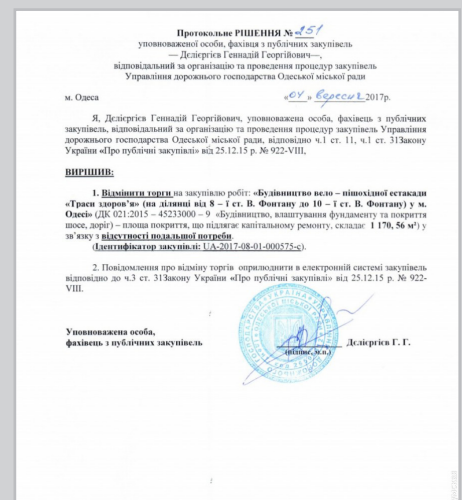 Протокольне РІШЕННЯ № 251
уповноваженої особи, фахівця з публічних закупівель
— Дєлієргієв Геннадій Георгійович—,
відповідальний за організацію та проведення процедур закупівель
Управління дорожнього господарства Одеської міської ради
м. Одеса «04» вересня 2017р.
Я, Дєлієргієв Геннадій Георгійович, уповноважена особа, фахівець з публічних
закупівель, відповідальний за організацію та проведення процедур закупівель Управління
дорожнього господарства Одеської міської ради, відповідно ч.1 ст. 11, ч.1 ст. 31Закону
України «Про публічні закупівлі» від 25.12.15 р. № 922-VIII,
ВИРІШИВ:
1. Відмінити торги на закупівлю робіт: «Будівництво вело – пішохідної естакади
«Траси здоров'я» (на ділянці від 8 – ї ст. В. Фонтану до 10 – ї ст. В. Фонтану) у м.
Одесі» (ДК 021:2015 – 45233000 – 9 «Будівництво, влаштування фундаменту та покриття
шосе, доріг) – площа покриття, що підлягає капітальному ремонту, складає 1 170, 56 м²) у
зв'язку з відсутності подальшої потреби.
(Ідентифікатор закупівлі: UA-2017-08-01-000575-c).
2. Повідомлення про відміну торгів оприлюднити в електронній системі закупівель
відповідно до ч.3 ст. 31Закону України «Про публічні закупівлі» від 25.12.15 р. № 922-
VIII.
Уповноважена особа,
фахівець з публічних закупівель Дєлієргієв Г. Г.
(підпис, м.п.)